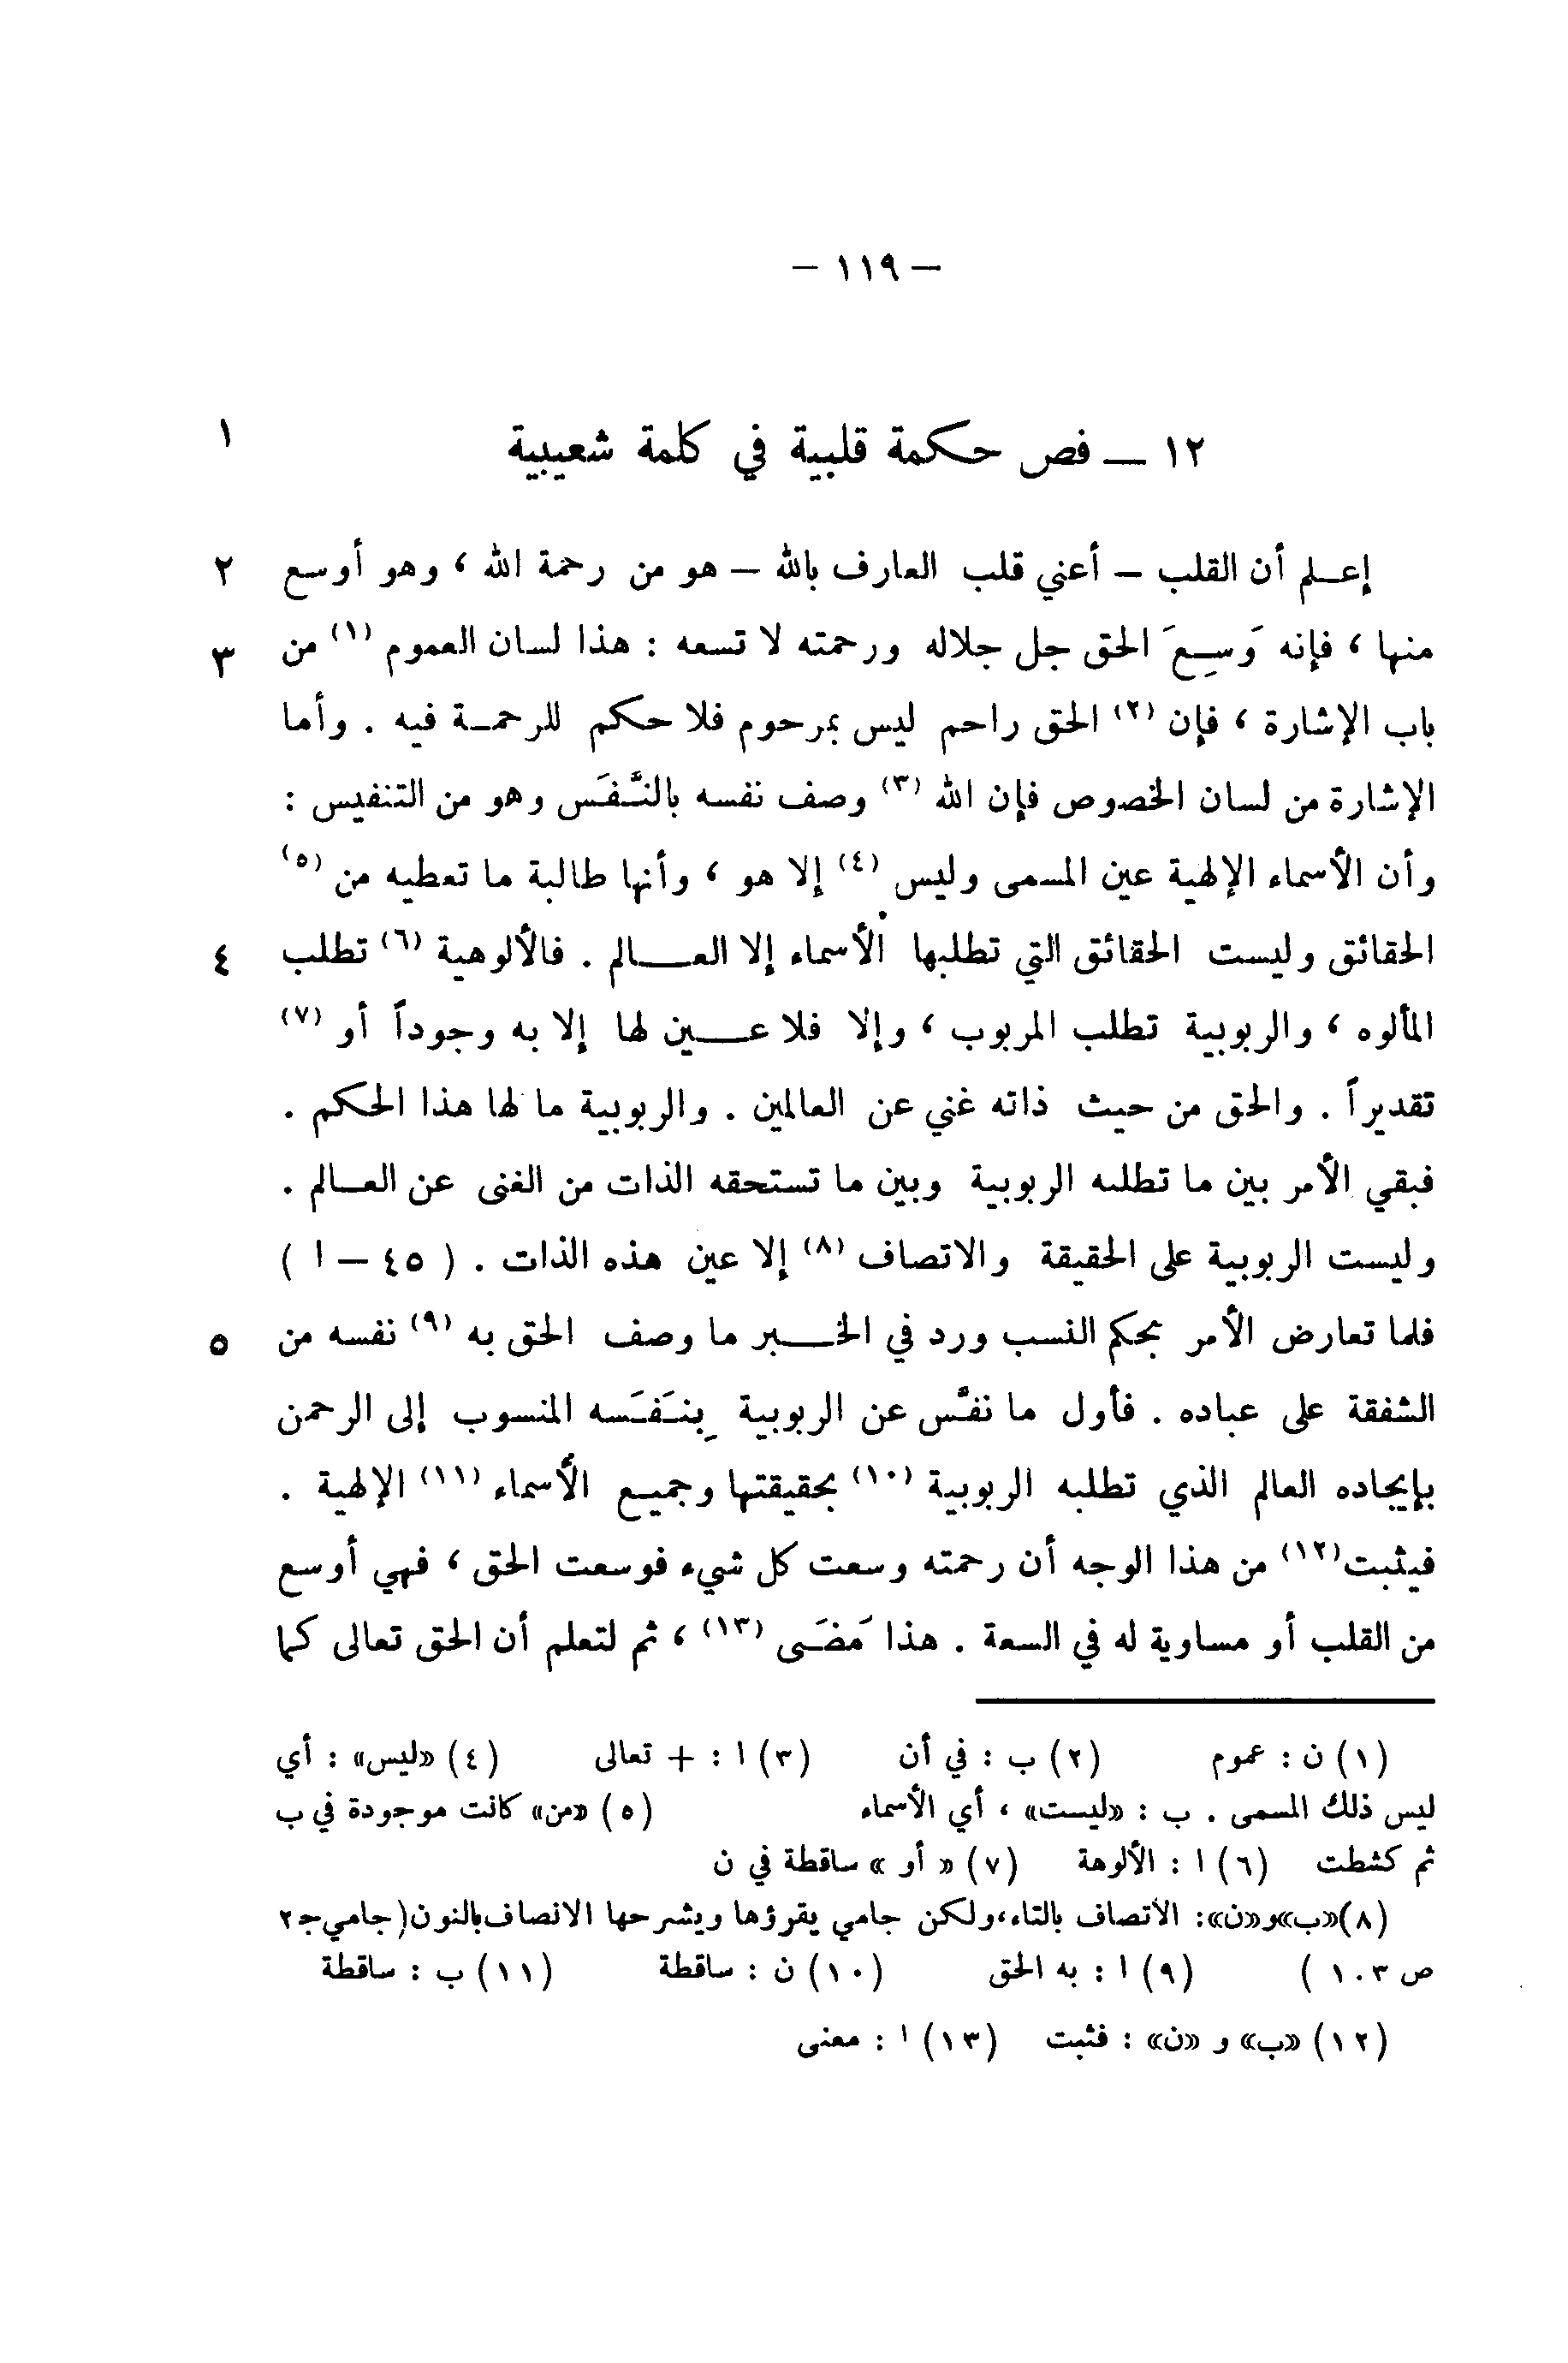 – ١١٩ –
١٢ — فص حكمة قلبية في كلمة شعيبية ١
إعلم أن القلب – أعني قلب العارف بالله – هو من رحمة الله ، وهو أوسع ٢
منها ، فإنه وَسِعَ الحق جل جلاله ورحمته لا تسعه : هذا لسان العموم (١) من ٣
باب الإشارة ، فإن (٢) الحق راحم ليس بمرحوم فلا حكم للرحمة فيه . وأما
الإشارة من لسان الخصوص فإن الله (٣) وصف نفسه بالنَّفَس وهو من التنفيس :
وأن الأسماء الإلهية عين المسمى وليس (٤) إلا هو ، وأنها طالبة ما تعطيه من (٥)
الحقائق وليست الحقائق التي تطلبها الأسماء إلا العالم . فالألوهية (٦) تطلب ٤
المألوه ، والربوبية تطلب المربوب ، وإلا فلا عين لها إلا به وجوداً أو (٧)
تقديراً . والحق من حيث ذاته غني عن العالمين . والربوبية ما لها هذا الحكم .
فبقي الأمر بين ما تطلبه الربوبية وبين ما تستحقه الذات من الغنى عن العالم .
وليست الربوبية على الحقيقة والاتصاف (٨) إلا عين هذه الذات . ( ٤٥ – ١ )
فلما تعارض الأمر بحكم النسب ورد في الخبر ما وصف الحق به (٩) نفسه من ٥
الشفقة على عباده . فأول ما نفَّس عن الربوبية بِنَفَسه المنسوب إلى الرحمن
بإيجاده العالم الذي تطلبه الربوبية (١٠) بحقيقتها وجميع الأسماء (١١) الإلهية .
فيثبت (١٢) من هذا الوجه أن رحمته وسعت كل شيء فوسعت الحق ، فهي أوسع
من القلب أو مساوية له في السعة . هذا مَضَى (١٣) ، ثم لتعلم أن الحق تعالى كما
(١) ن : عموم (٢) ب : في أن (٣) ا : + تعالى (٤) «ليس» : أي
ليس ذلك المسمى . ب : «ليست» ، أي الأسماء (٥) «من» كانت موجودة في ب
ثم كشطت (٦) ا : الألوهة (٧) « أو » ساقطة في ن
(٨) «ب» و «ن» : الاتصاف بالتاء، ولكن جامي يقرؤها ويشرحها الانصاف بالنون (جامي ج ٢
ص ١٠٣ ) (٩) ا : به الحق (١٠) ن : ساقطة (١١) ب : ساقطة
(١٢) «ب» و «ن» : فثبت (١٣) ا : معنى